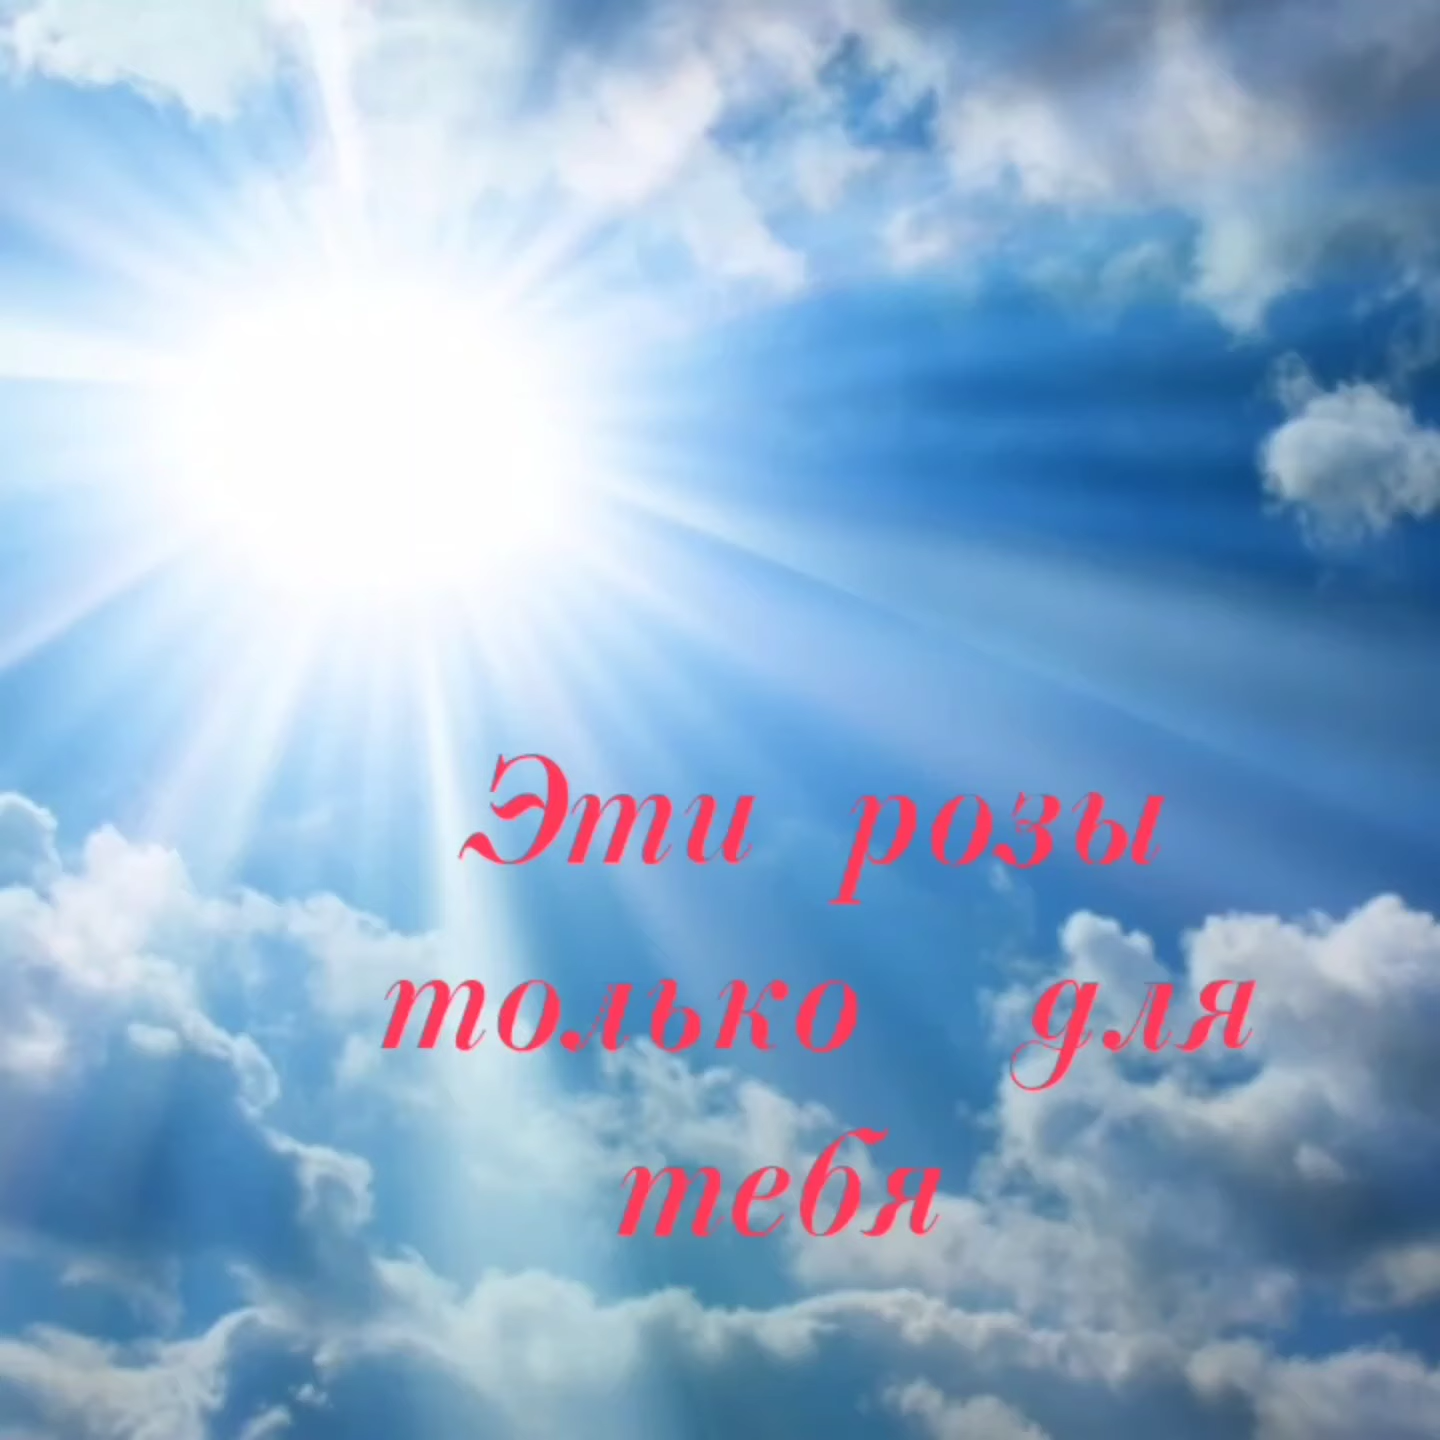 Эти розы
только для
тебя